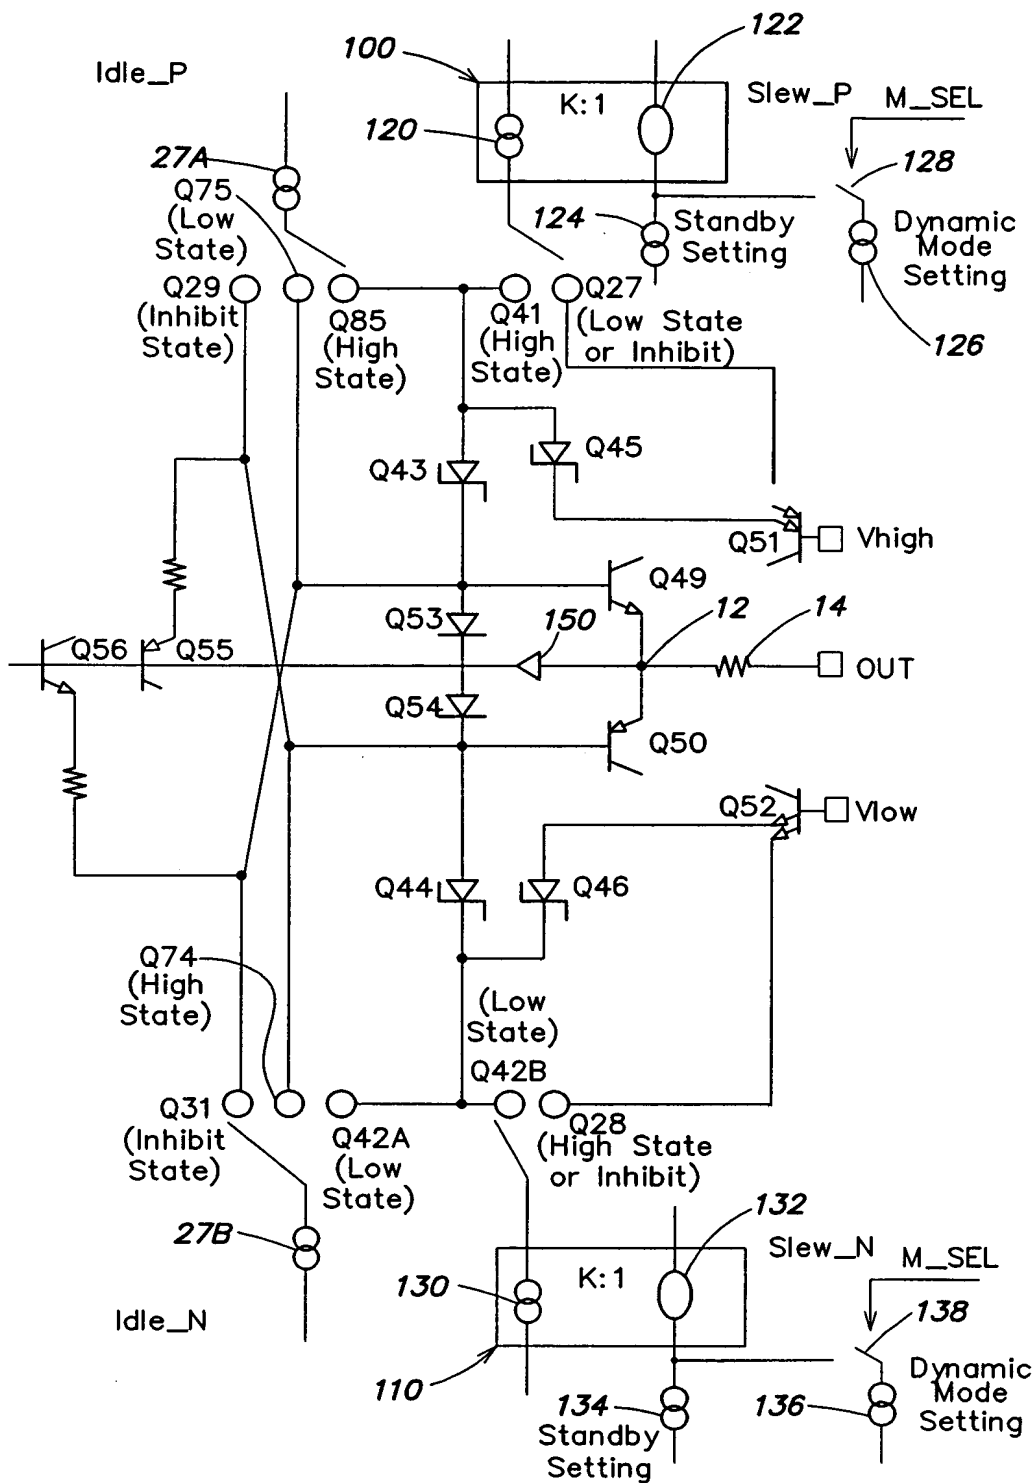 Idle_P
100
122
K:1
Slew_P
M_SEL
120
27A
128
Q75
(Low
State)
124
Standby
Setting
Dynamic
Mode
Setting
Q29
(Inhibit
State)
Q85
(High
State)
Q41
(High
State)
Q27
(Low State
or Inhibit)
126
Q43
Q45
Q51
Vhigh
Q49
Q53
150
12
14
Q56
Q55
OUT
Q54
Q50
Q52
Vlow
Q44
Q46
Q74
(High
State)
(Low
State)
Q42B
Q31
(Inhibit
State)
Q42A
(Low
State)
Q28
(High State
or Inhibit)
27B
132
Slew_N
M_SEL
130
K:1
Idle_N
138
110
134
Standby
Setting
136
Dynamic
Mode
Setting